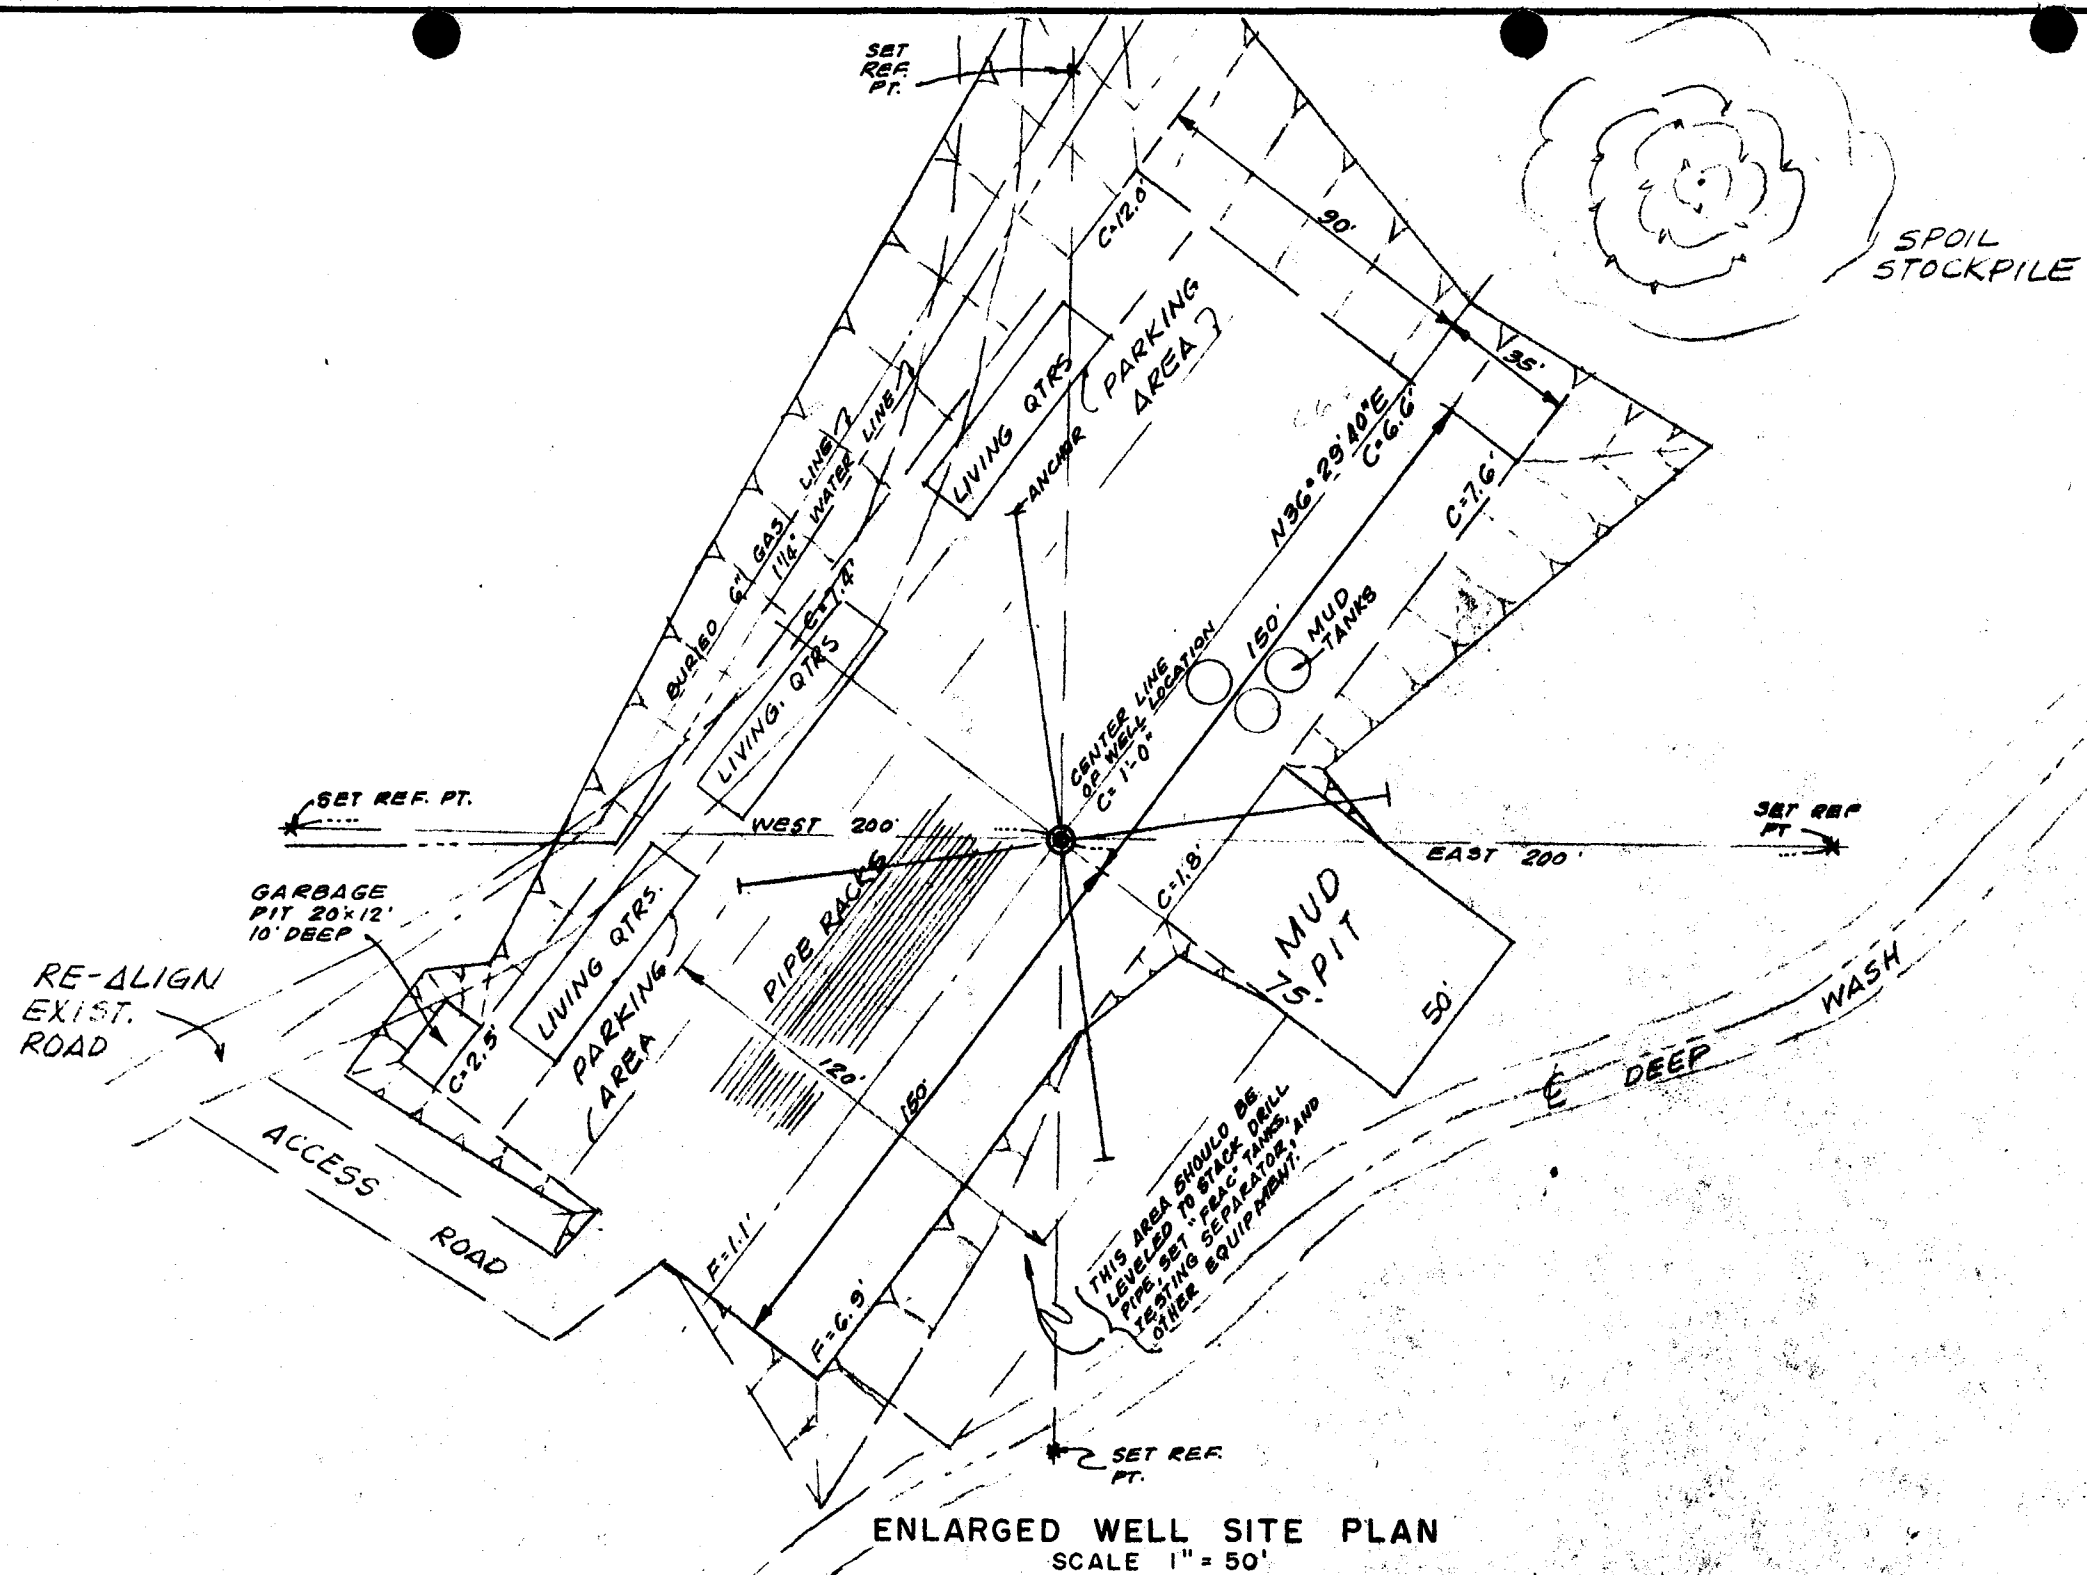 SET
REF.
PT.
SPOIL
STOCKPILE
90'
35'
C=12.0'
PARKING
AREA
LIVING QTRS
ANCHOR
N36°29'40"E
C=6.6'
C=7.6'
BURIED 6" GAS LINE
1 1/4" WATER LINE
C=7.4'
LIVING. QTRS
CENTER LINE
OF WELL LOCATION
C= 1'-0"
150'
MUD
TANKS
SET REF. PT.
WEST 200'
EAST 200'
SET REF
PT
GARBAGE
PIT 20'x12'
10' DEEP
RE-ALIGN
EXIST.
ROAD
LIVING QTRS.
PARKING
AREA
PIPE RACKS
C=2.5'
C=1.8'
MUD
PIT
75'
50'
120'
150'
DEEP WASH
ACCESS ROAD
F=1.1'
F=6.9'
THIS AREA SHOULD BE
LEVELED TO STACK DRILL
PIPE, SET "FRAC" TANKS,
TESTING SEPARATOR, AND
OTHER EQUIPMENT.
SET REF.
PT.
ENLARGED WELL SITE PLAN
SCALE 1" = 50'